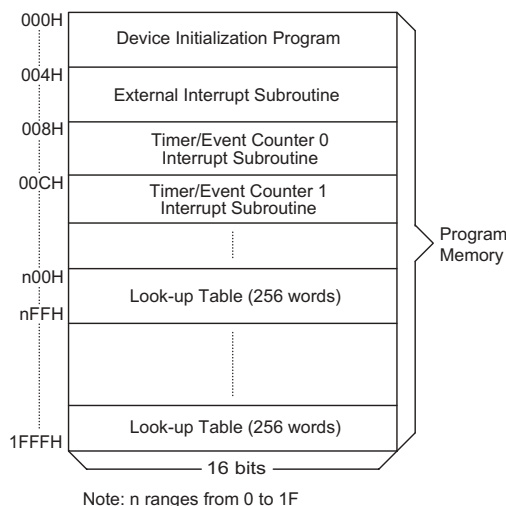 000H
Device Initialization Program
004H
External Interrupt Subroutine
008H
Timer/Event Counter 0
Interrupt Subroutine
00CH
Timer/Event Counter 1
Interrupt Subroutine
Program
Memory
n00H
Look-up Table (256 words)
nFFH
Look-up Table (256 words)
1FFFH
16 bits
Note: n ranges from 0 to 1F